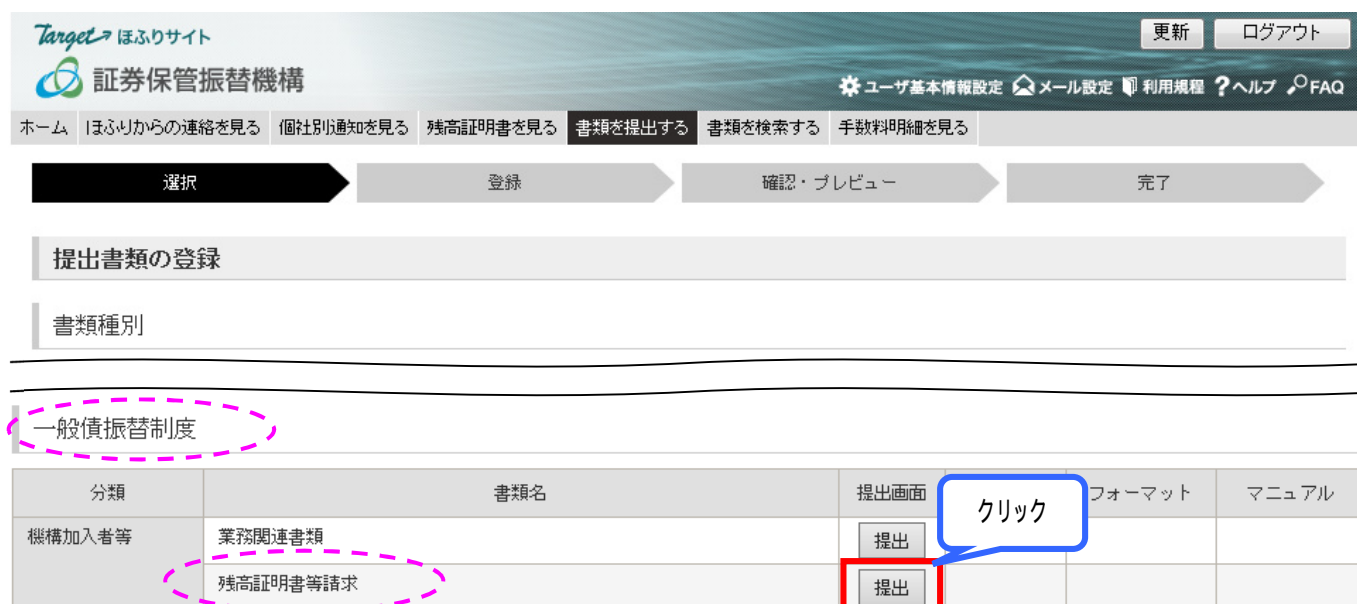 Target ほふりサイト
更新 ログアウト
証券保管振替機構
ユーザ基本情報設定 メール設定 利用規程 ?ヘルプ FAQ
ホーム ほふりからの連絡を見る 個社別通知を見る 残高証明書を見る 書類を提出する 書類を検索する 手数料明細を見る
選択 登録 確認・プレビュー 完了
提出書類の登録
書類種別
一般債振替制度
分類 書類名 提出画面 フォーマット マニュアル
クリック
機構加入者等 業務関連書類 提出
残高証明書等請求 提出